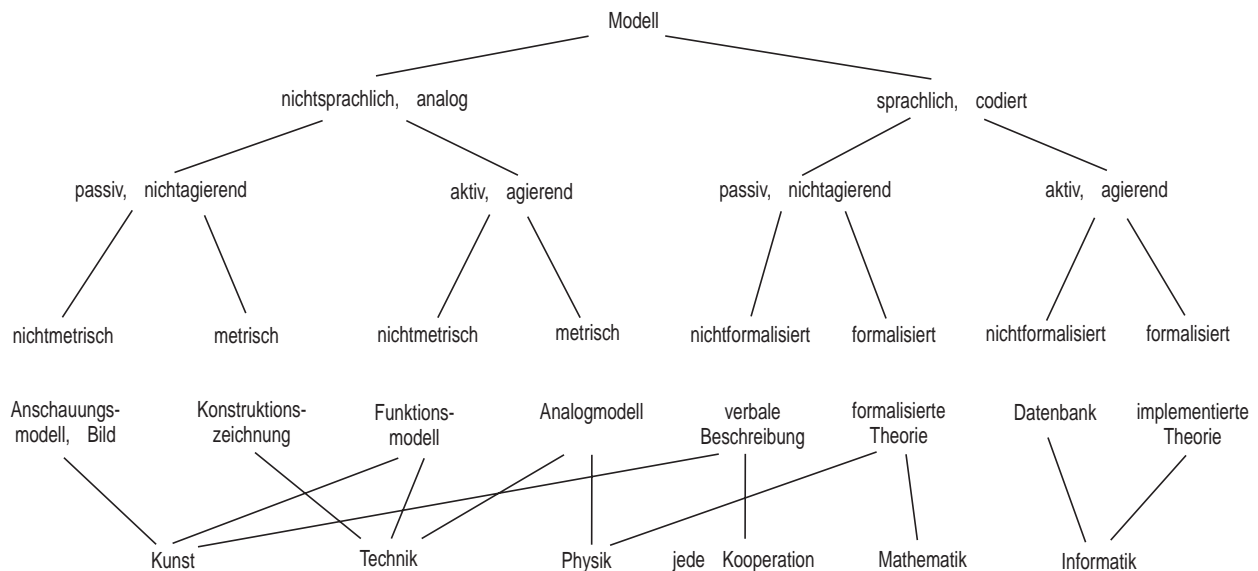 Modell
nichtsprachlich, analog
sprachlich, codiert
passiv, nichtagierend
aktiv, agierend
passiv, nichtagierend
aktiv, agierend
nichtmetrisch
metrisch
nichtmetrisch
metrisch
nichtformalisiert
formalisiert
nichtformalisiert
formalisiert
Anschauungs-
modell, Bild
Konstruktions-
zeichnung
Funktions-
modell
Analogmodell
verbale
Beschreibung
formalisierte
Theorie
Datenbank
implementierte
Theorie
Kunst
Technik
Physik
jede Kooperation
Mathematik
Informatik